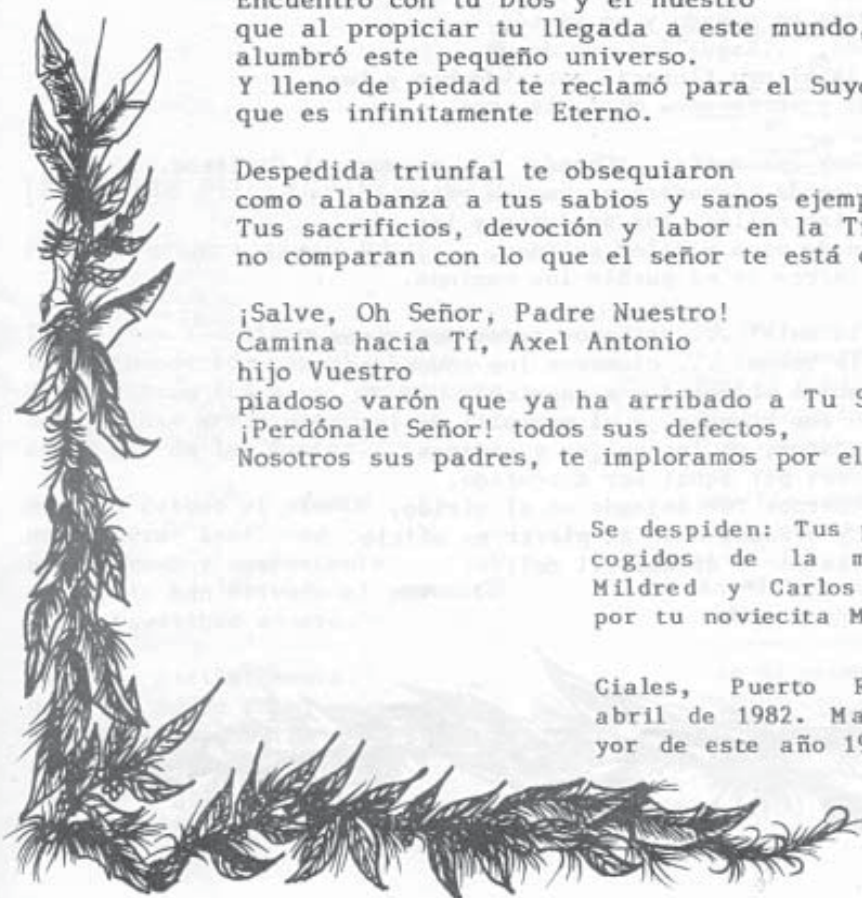 Encuentro con tu Dios y el nuestro
que al propiciar tu llegada a este mundo,
alumbró este pequeño universo.
Y lleno de piedad te reclamó para el Suyo
que es infinitamente Eterno.
Despedida triunfal te obsequiaron
como alabanza a tus sabios y sanos
Tus sacrificios, devoción y labor en la
no comparan con lo que el señor te está
¡Salve, Oh Señor, Padre Nuestro!
Camina hacia Tí, Axel Antonio
hijo Vuestro
piadoso varón que ya ha arribado a Tu
¡Perdónale Señor! todos sus defectos,
Nosotros sus padres, te imploramos por
Se despiden: Tus
cogidos de la
Mildred y Carlos
por tu noviecita
Ciales, Puerto
abril de 1982.
yor de este año